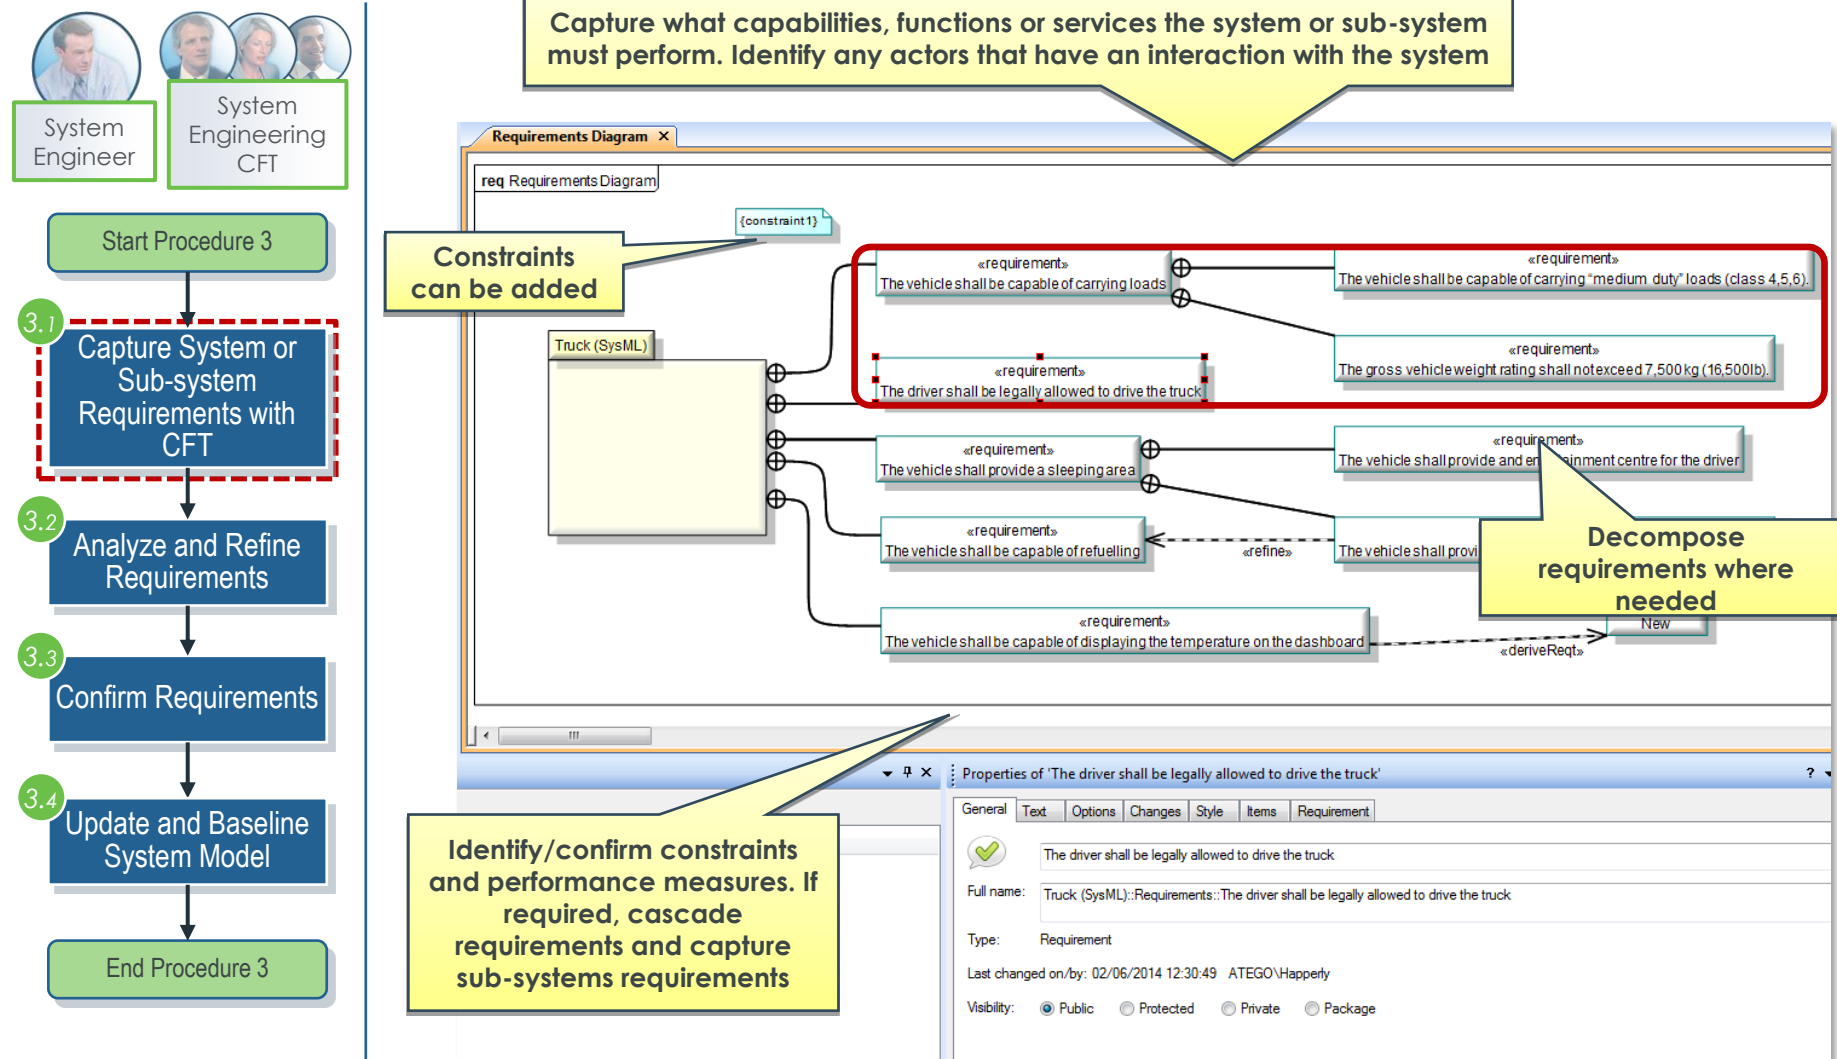 System
Engineer
System
Engineering
CFT
Start Procedure 3
3.1
Capture System or
Sub-system
Requirements with
CFT
3.2
Analyze and Refine
Requirements
3.3
Confirm Requirements
3.4
Update and Baseline
System Model
End Procedure 3
Capture what capabilities, functions or services the system or sub-system
must perform. Identify any actors that have an interaction with the system
Requirements Diagram
req Requirements Diagram
{constraint1}
Constraints
can be added
Truck (SysML)
«requirement»
The vehicle shall be capable of carrying loads
«requirement»
The vehicle shall be capable of carrying “medium duty” loads (class 4,5,6).
«requirement»
The gross vehicle weight rating shall not exceed 7,500 kg (16,500lb).
«requirement»
The driver shall be legally allowed to drive the truck
«requirement»
The vehicle shall provide a sleeping area
«requirement»
The vehicle shall provide and en ainment centre for the driver
«requirement»
The vehicle shall be capable of refuelling
«refine»
The vehicle shall provi
Decompose
requirements where
needed
«requirement»
The vehicle shall be capable of displaying the temperature on the dashboard
«deriveReqt»
New
Identify/confirm constraints
and performance measures. If
required, cascade
requirements and capture
sub-systems requirements
Properties of 'The driver shall be legally allowed to drive the truck'
General Text Options Changes Style Items Requirement
The driver shall be legally allowed to drive the truck
Full name: Truck (SysML)::Requirements::The driver shall be legally allowed to drive the truck
Type: Requirement
Last changed on/by: 02/06/2014 12:30:49 ATEGO\Happerly
Visibility: Public Protected Private Package